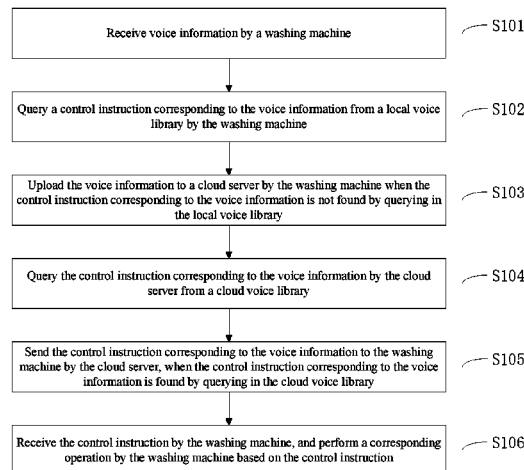 Receive voice information by a washing machine
S101
Query a control instruction corresponding to the voice information from a local voice
library by the washing machine
S102
Upload the voice information to a cloud server by the washing machine when the
control instruction corresponding to the voice information is not found by querying in
the local voice library
S103
Query the control instruction corresponding to the voice information by the cloud
server from a cloud voice library
S104
Send the control instruction corresponding to the voice information to the washing
machine by the cloud server, when the control instruction corresponding to the voice
information is found by querying in the cloud voice library
S105
Receive the control instruction by the washing machine, and perform a corresponding
operation by the washing machine based on the control instruction
S106